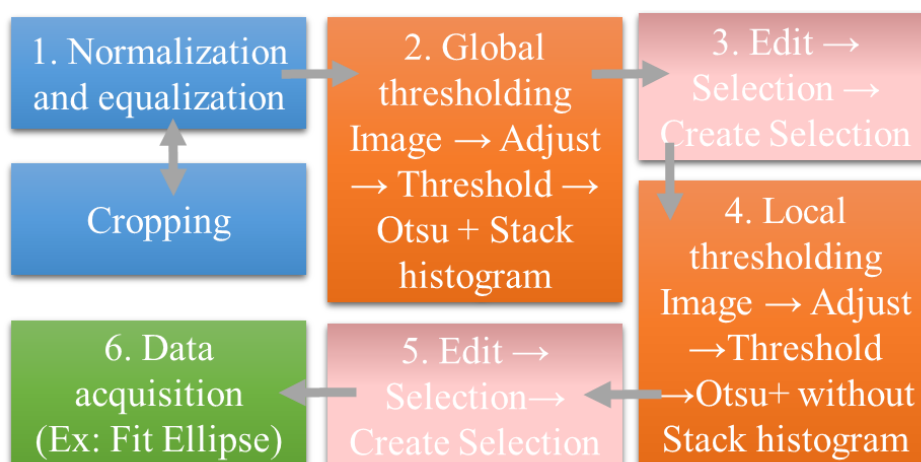 1. Normalization
and equalization
Cropping
2. Global
thresholding
Image → Adjust
→ Threshold →
Otsu + Stack
histogram
3. Edit →
Selection →
Create Selection
4. Local
thresholding
Image → Adjust
→Threshold
→Otsu+ without
Stack histogram
5. Edit →
Selection→
Create Selection
6. Data
acquisition
(Ex: Fit Ellipse)